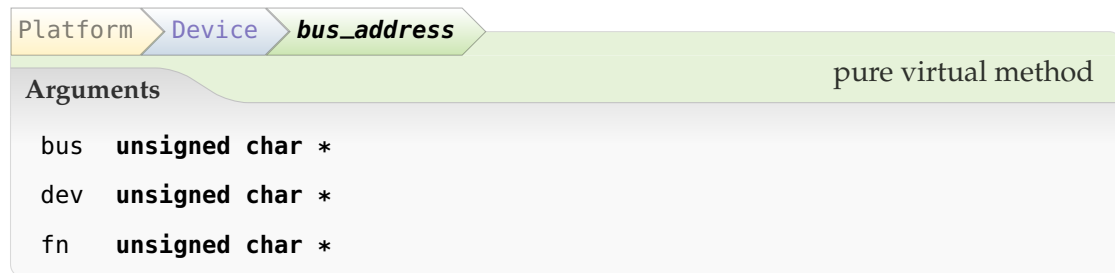 Platform Device bus_address
pure virtual method
Arguments
bus unsigned char *
dev unsigned char *
fn unsigned char *